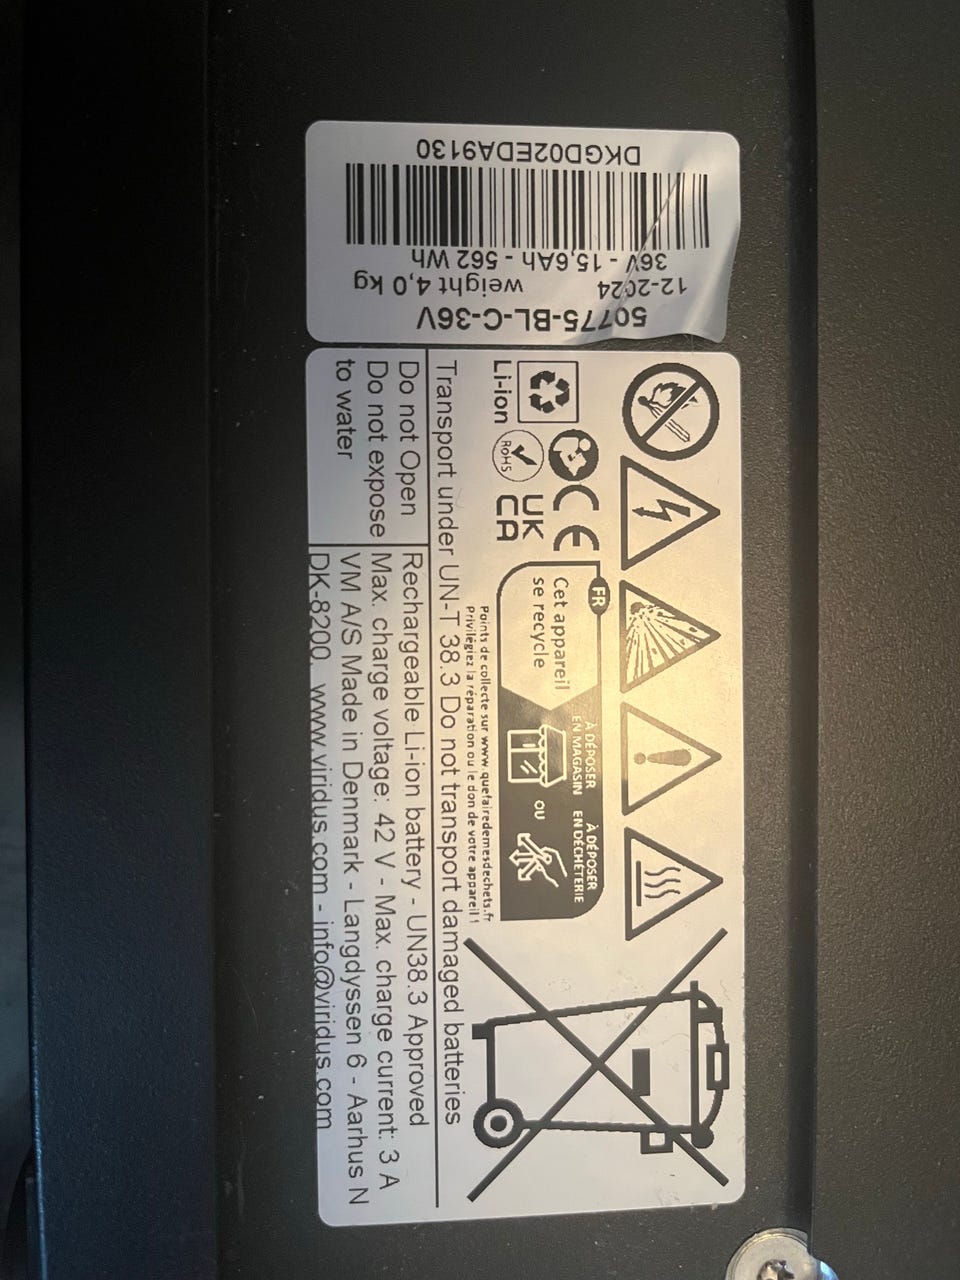 50775-BL-C-36V
12-2024 weight 4,0 kg
36V - 15,6Ah - 562 Wh
DKGD02EDA9130
Li-ion
RoHS
CE
UK
CA
FR
Cet appareil
se recycle
À DÉPOSER
EN MAGASIN
OU
À DÉPOSER
EN DÉCHÈTERIE
Points de collecte sur www.quefairedemesdechets.fr
Privilégiez la réparation ou le don de votre appareil !
Transport under UN-T 38.3 Do not transport damaged batteries
Do not Open
Do not expose
to water
Rechargeable Li-ion battery - UN38.3 Approved
Max. charge voltage: 42 V - Max. charge current: 3 A
VM A/S Made in Denmark - Langdyssen 6 - Aarhus N
DK-8200, www.viridus.com - info@viridus.com